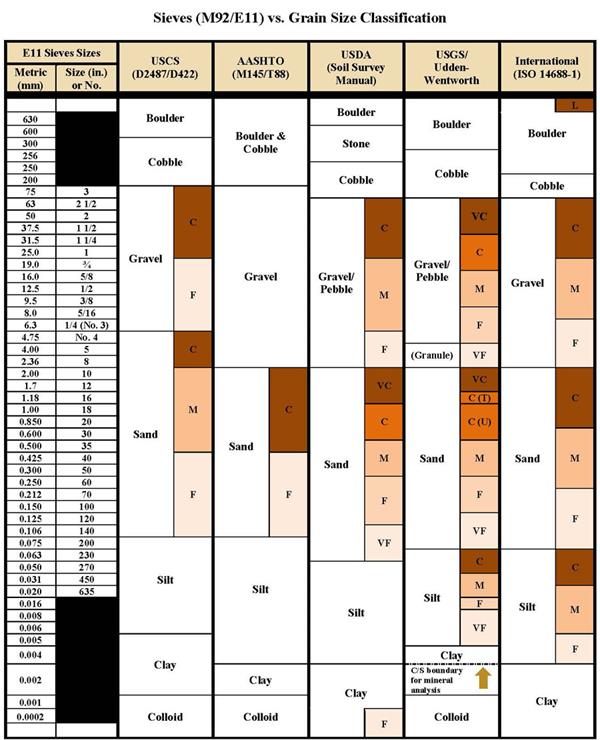 Sieves (M92/E11) vs. Grain Size Classification
E11 Sieves Sizes
Metric (mm)
Size (in.) or No.
USCS
(D2487/D422)
AASHTO
(M145/T88)
USDA
(Soil Survey
Manual)
USGS/
Udden-
Wentworth
International
(ISO 14688-1)
630
600
300
256
250
200
75 3
63 2 1/2
50 2
37.5 1 1/2
31.5 1 1/4
25.0 1
19.0 ¾
16.0 5/8
12.5 1/2
9.5 3/8
8.0 5/16
6.3 1/4 (No. 3)
4.75 No. 4
4.00 5
2.36 8
2.00 10
1.7 12
1.18 16
1.00 18
0.850 20
0.600 30
0.500 35
0.425 40
0.300 50
0.250 60
0.212 70
0.150 100
0.125 120
0.106 140
0.075 200
0.063 230
0.050 270
0.031 450
0.020 635
0.016
0.008
0.006
0.005
0.004
0.002
0.001
0.0002
Boulder
Cobble
Gravel
C
F
Sand
C
M
F
Silt
Clay
Colloid
Boulder &
Cobble
Gravel
Sand
C
F
Silt
Clay
Colloid
Boulder
Stone
Cobble
Gravel/
Pebble
C
M
F
Sand
VC
C
M
F
VF
Silt
Clay
F
Boulder
Cobble
Gravel/
Pebble
VC
C
M
F
(Granule)
VF
Sand
VC
C (T)
C (U)
M
F
VF
Silt
C
M
F
VF
Clay
C/S boundary
for mineral
analysis
Colloid
L
Boulder
Cobble
Gravel
C
M
F
Sand
C
M
F
Silt
C
M
F
Clay